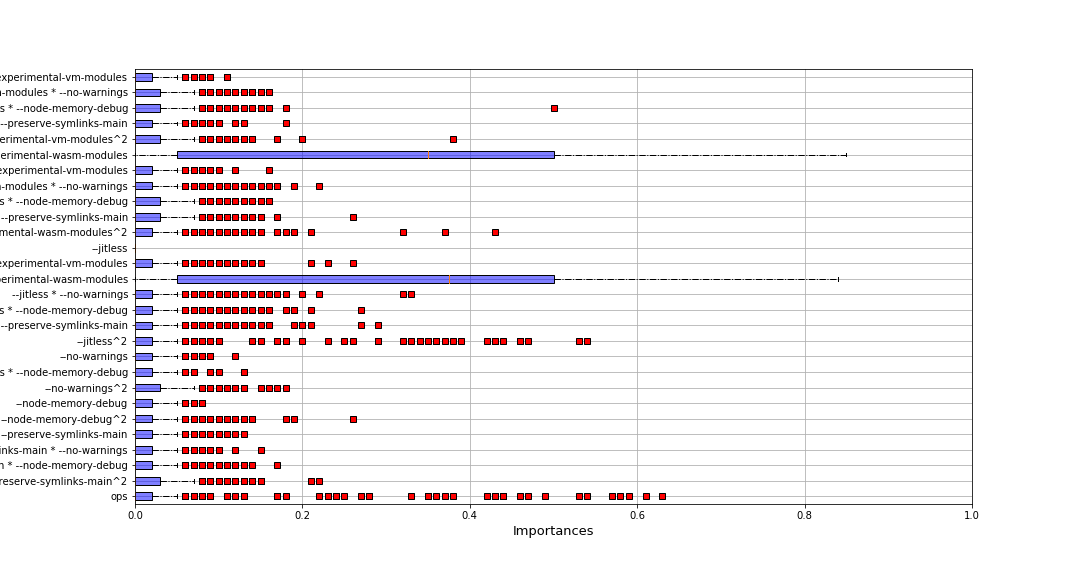 experimental-vm-modules
n-modules * --no-warnings
s * --node-memory-debug
--preserve-symlinks-main
erimental-vm-modules^2
erimental-wasm-modules
experimental-vm-modules
n-modules * --no-warnings
s * --node-memory-debug
--preserve-symlinks-main
mental-wasm-modules^2
--jitless
experimental-vm-modules
erimental-wasm-modules
--jitless * --no-warnings
s * --node-memory-debug
--preserve-symlinks-main
--jitless^2
--no-warnings
s * --node-memory-debug
--no-warnings^2
--node-memory-debug
--node-memory-debug^2
--preserve-symlinks-main
inks-main * --no-warnings
n * --node-memory-debug
reserve-symlinks-main^2
ops
0.0 0.2 0.4 0.6 0.8 1.0
Importances